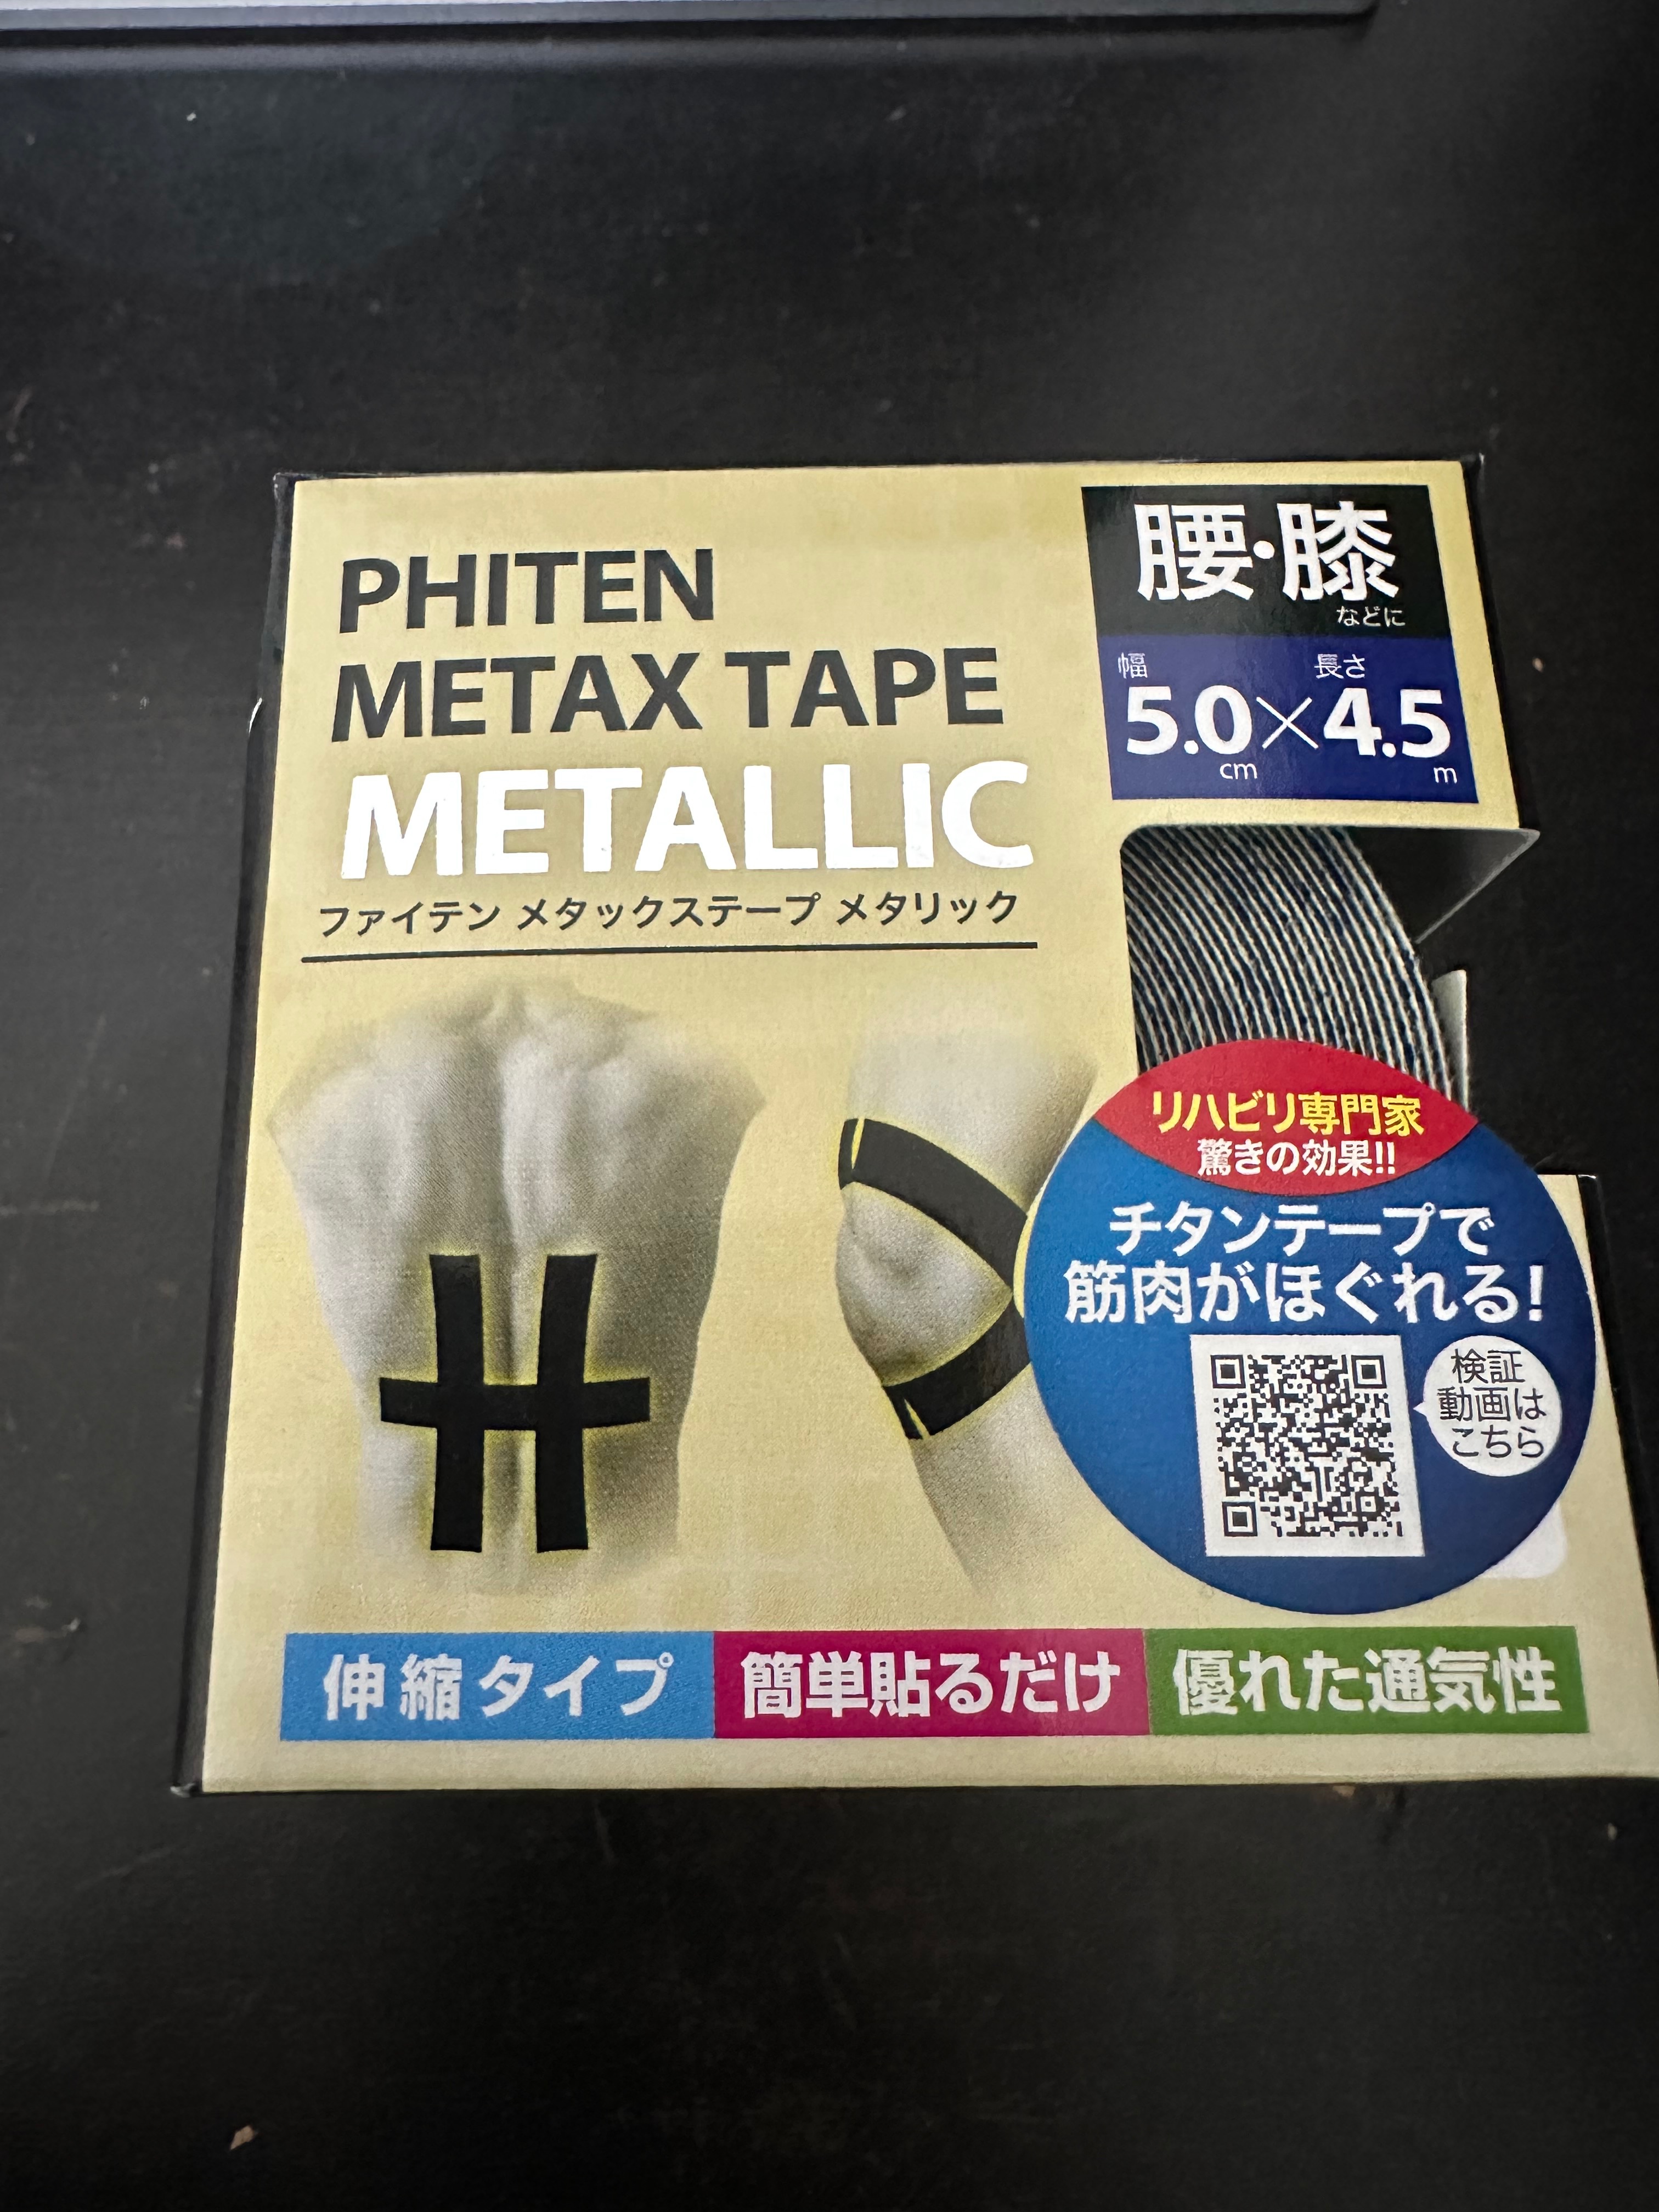 PHITEN
METAX TAPE
METALLIC
ファイテン メタックステープ メタリック
腰・膝
などに
幅 長さ
5.0×4.5
cm m
リハビリ専門家
驚きの効果!!
チタンテープで
筋肉がほぐれる!
検証
動画は
こちら
伸縮タイプ 簡単貼るだけ 優れた通気性